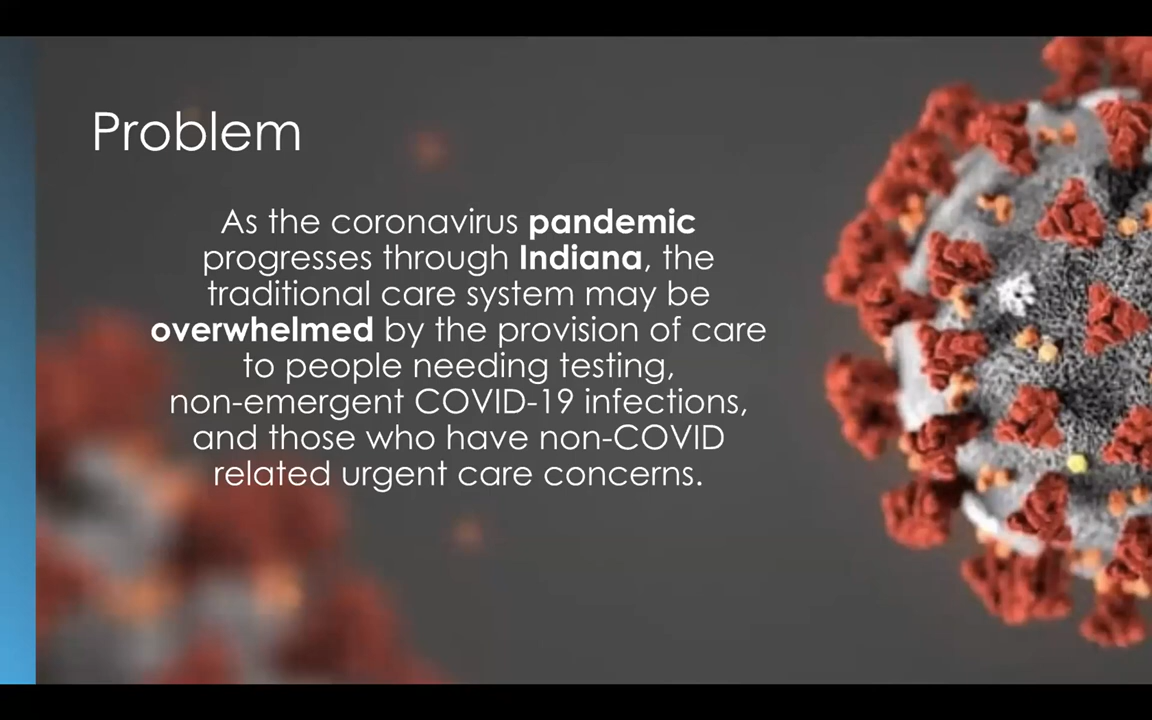 Problem
As the coronavirus pandemic
progresses through Indiana, the
traditional care system may be
overwhelmed by the provision of care
to people needing testing,
non-emergent COVID-19 infections,
and those who have non-COVID
related urgent care concerns.